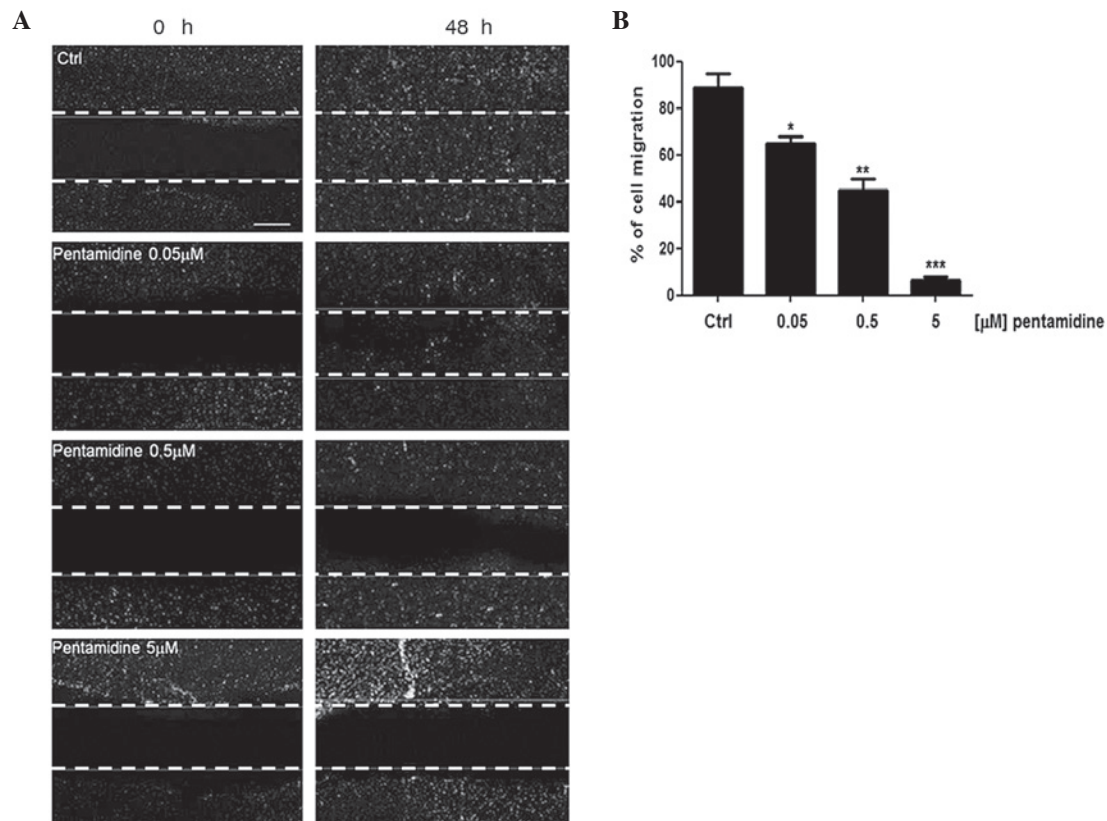 A
0 h
48 h
Ctrl
Pentamidine 0.05µM
Pentamidine 0.5µM
Pentamidine 5µM
B
% of cell migration
100
80
60
40
20
0
*
**
***
Ctrl
0.05
0.5
5
[µM] pentamidine